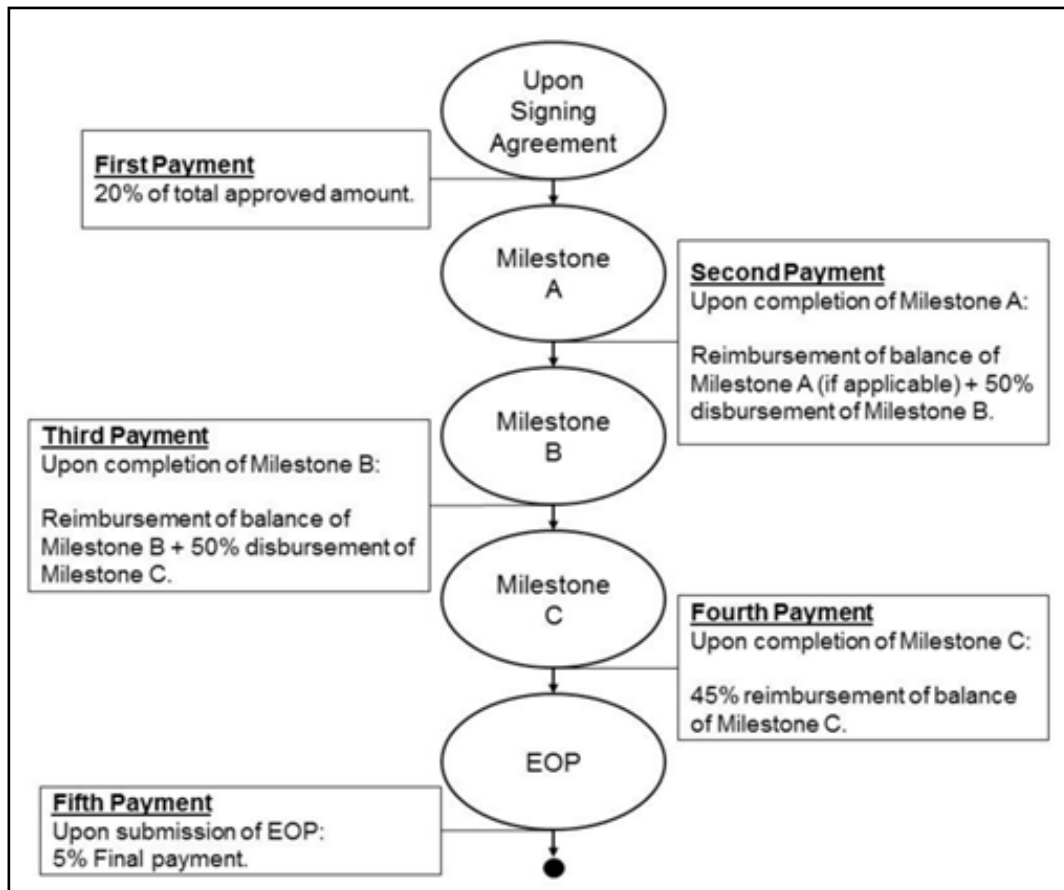 Upon
Signing
Agreement
First Payment
20% of total approved amount.
Milestone
A
Second Payment
Upon completion of Milestone A:
Reimbursement of balance of
Milestone A (if applicable) + 50%
disbursement of Milestone B.
Milestone
B
Third Payment
Upon completion of Milestone B:
Reimbursement of balance of
Milestone B + 50% disbursement of
Milestone C.
Milestone
C
Fourth Payment
Upon completion of Milestone C:
45% reimbursement of balance
of Milestone C.
EOP
Fifth Payment
Upon submission of EOP:
5% Final payment.